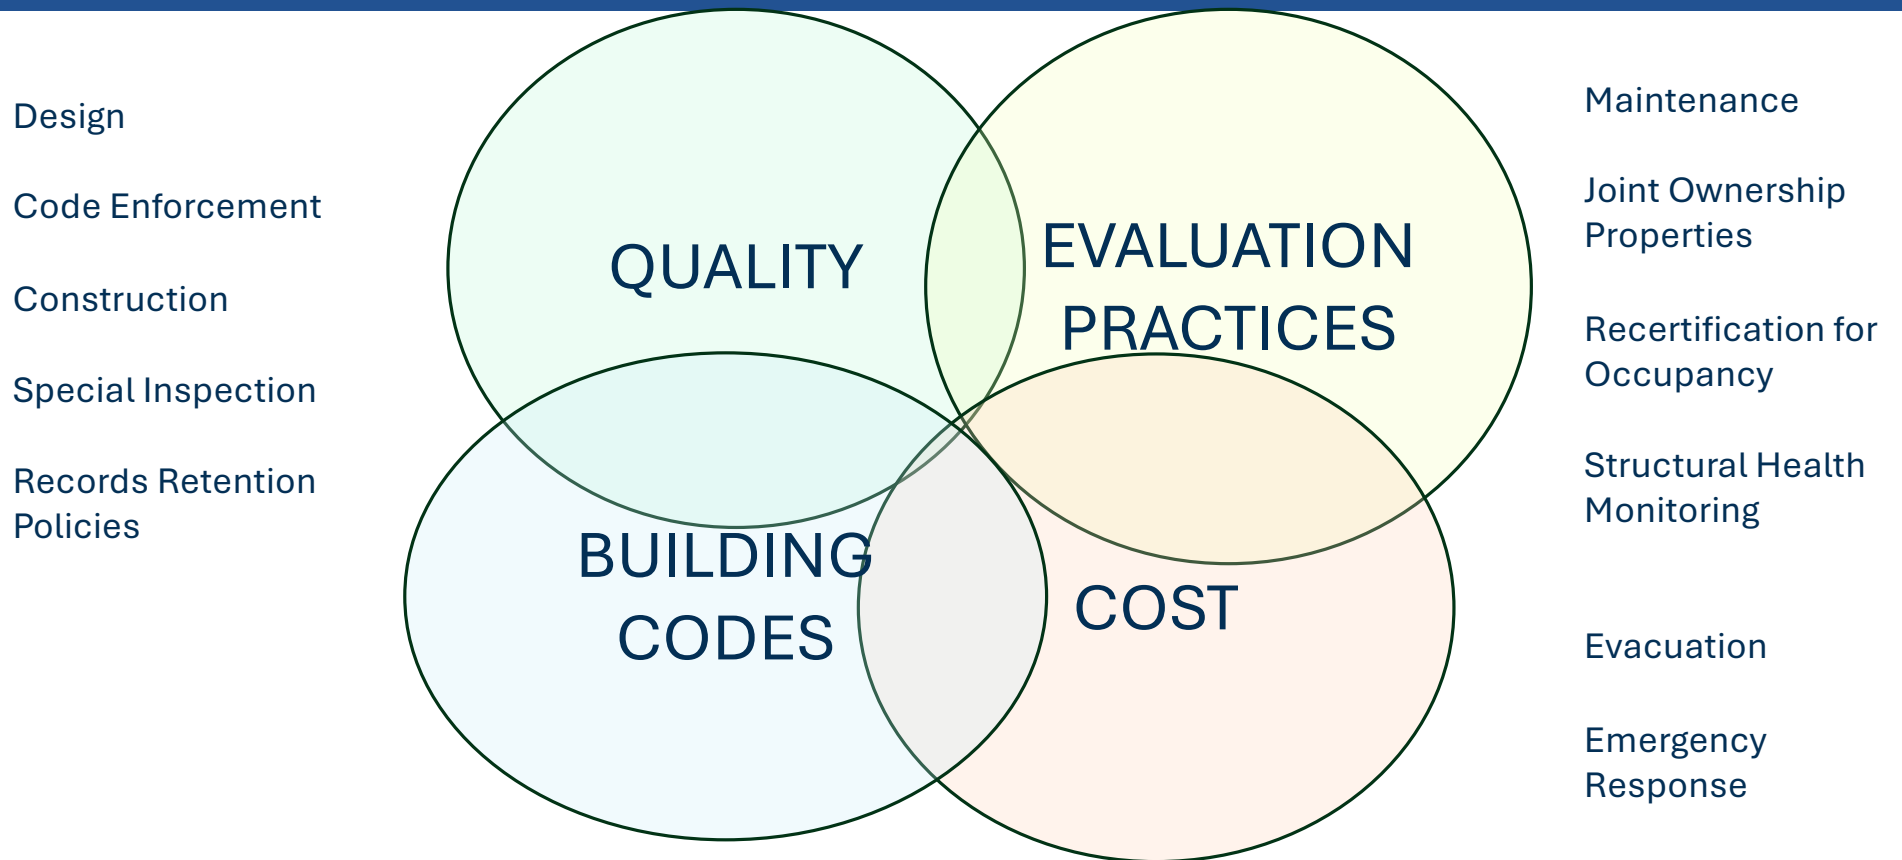 Design
Code Enforcement
Construction
Special Inspection
Records Retention
Policies
QUALITY
EVALUATION
PRACTICES
BUILDING
CODES
COST
Maintenance
Joint Ownership
Properties
Recertification for
Occupancy
Structural Health
Monitoring
Evacuation
Emergency
Response